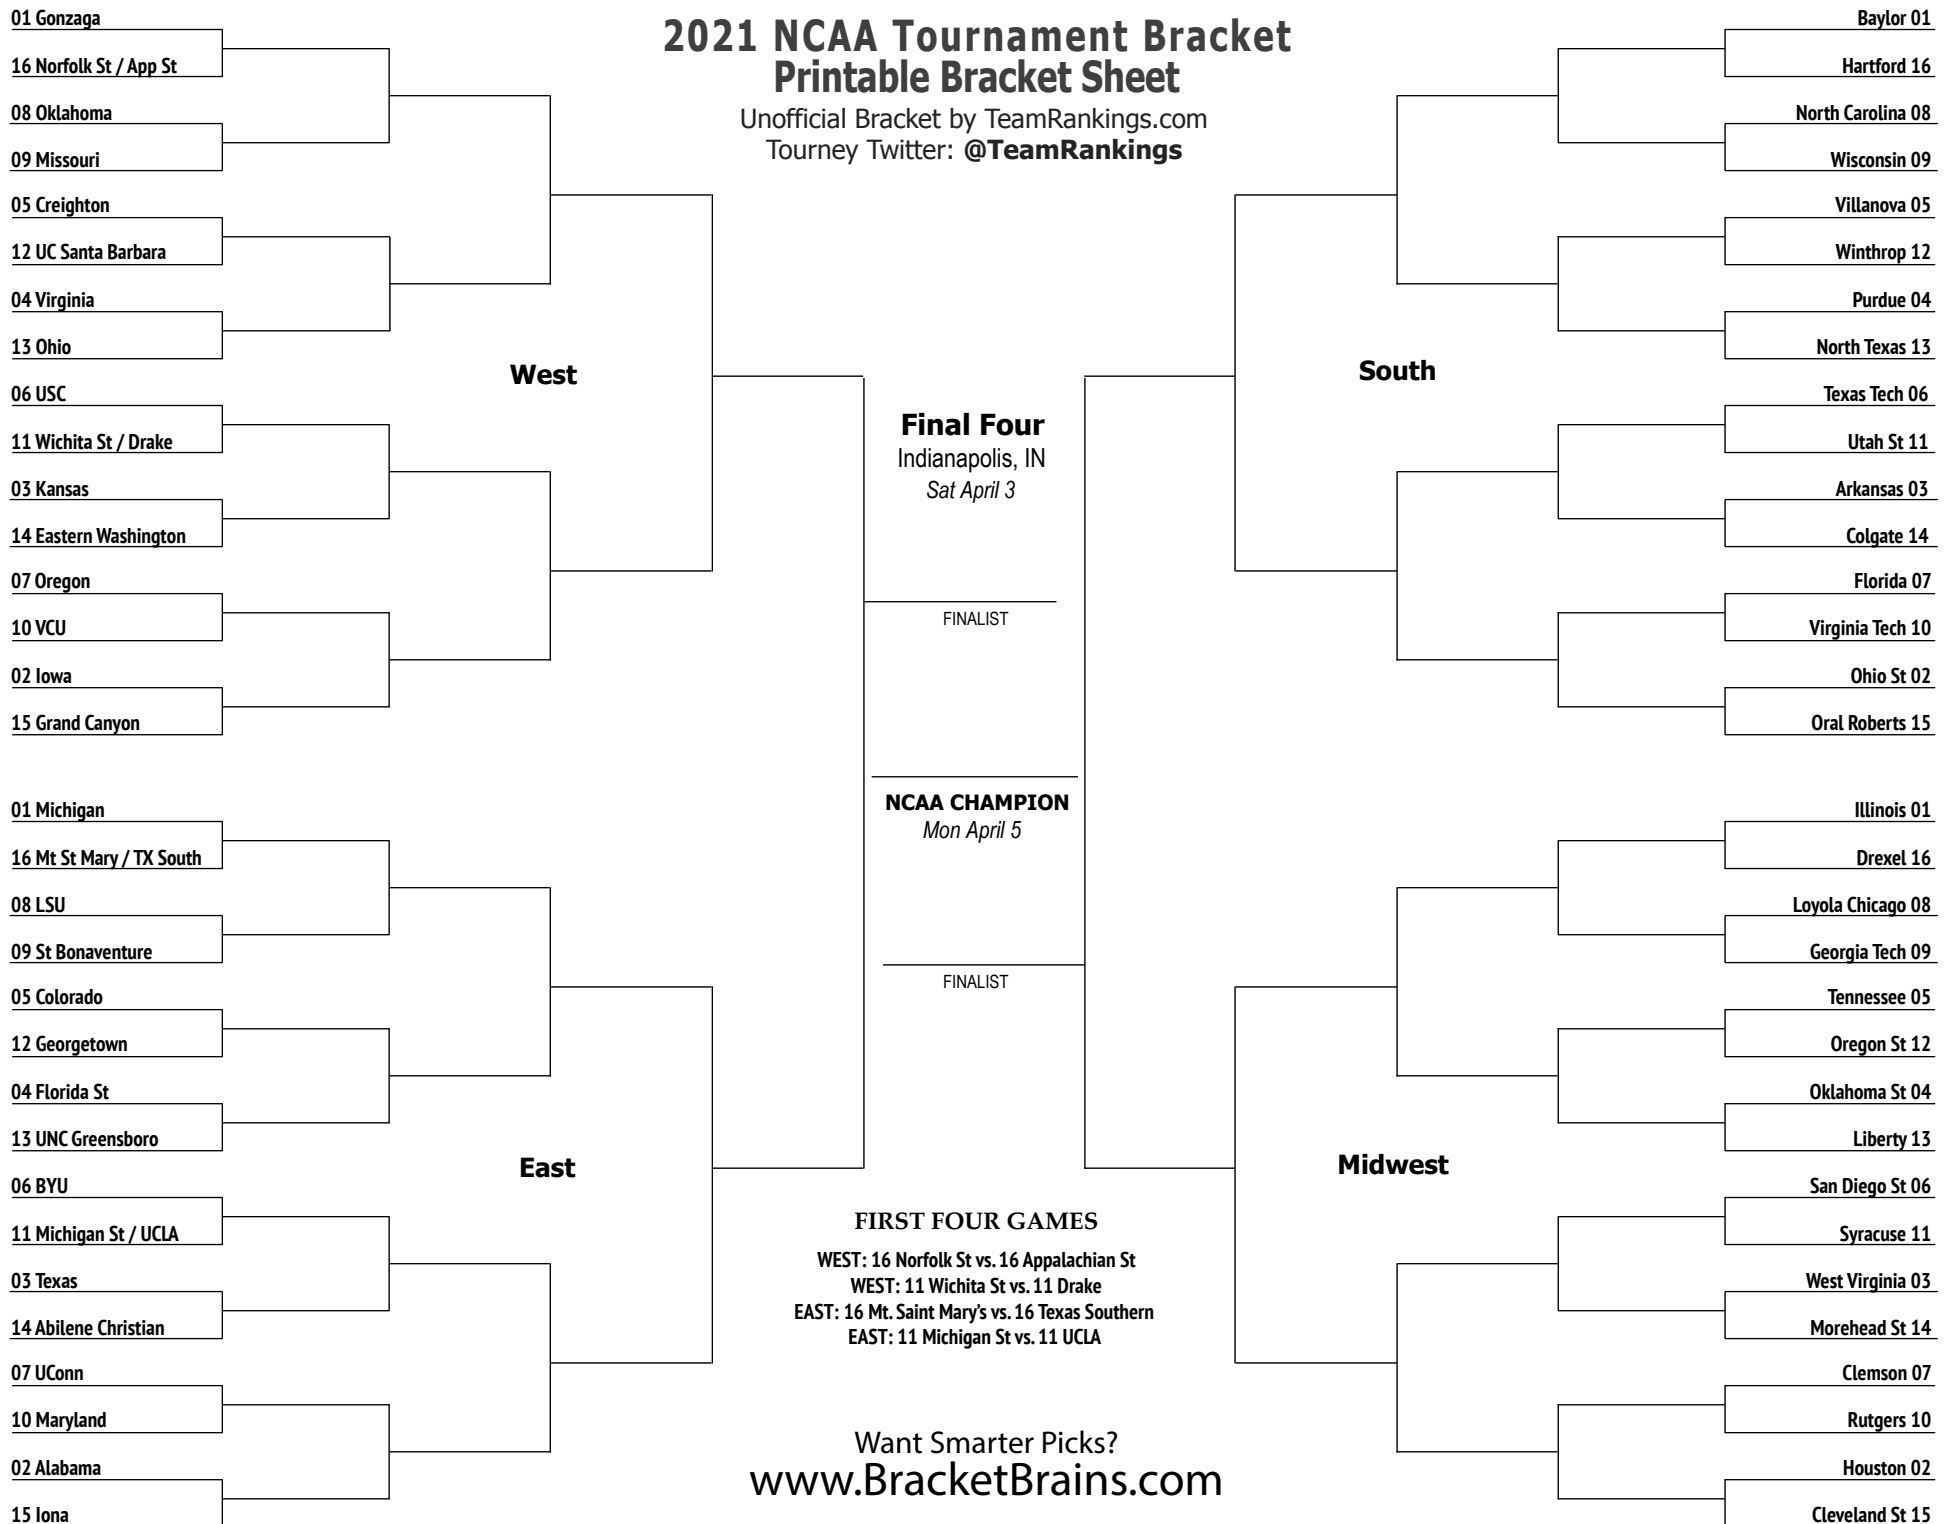 2021 NCAA Tournament Bracket
Printable Bracket Sheet
Unofficial Bracket by TeamRankings.com
Tourney Twitter: @TeamRankings
01 Gonzaga
16 Norfolk St / App St
08 Oklahoma
09 Missouri
05 Creighton
12 UC Santa Barbara
04 Virginia
13 Ohio
West
06 USC
11 Wichita St / Drake
03 Kansas
14 Eastern Washington
07 Oregon
10 VCU
02 Iowa
15 Grand Canyon
01 Michigan
16 Mt St Mary / TX South
08 LSU
09 St Bonaventure
05 Colorado
12 Georgetown
04 Florida St
13 UNC Greensboro
East
06 BYU
11 Michigan St / UCLA
03 Texas
14 Abilene Christian
07 UConn
10 Maryland
02 Alabama
15 Iona
Final Four
Indianapolis, IN
Sat April 3
FINALIST
NCAA CHAMPION
Mon April 5
FINALIST
FIRST FOUR GAMES
WEST: 16 Norfolk St vs. 16 Appalachian St
WEST: 11 Wichita St vs. 11 Drake
EAST: 16 Mt. Saint Mary's vs. 16 Texas Southern
EAST: 11 Michigan St vs. 11 UCLA
Want Smarter Picks?
www.BracketBrains.com
Baylor 01
Hartford 16
North Carolina 08
Wisconsin 09
Villanova 05
Winthrop 12
Purdue 04
North Texas 13
South
Texas Tech 06
Utah St 11
Arkansas 03
Colgate 14
Florida 07
Virginia Tech 10
Ohio St 02
Oral Roberts 15
Illinois 01
Drexel 16
Loyola Chicago 08
Georgia Tech 09
Tennessee 05
Oregon St 12
Oklahoma St 04
Liberty 13
Midwest
San Diego St 06
Syracuse 11
West Virginia 03
Morehead St 14
Clemson 07
Rutgers 10
Houston 02
Cleveland St 15